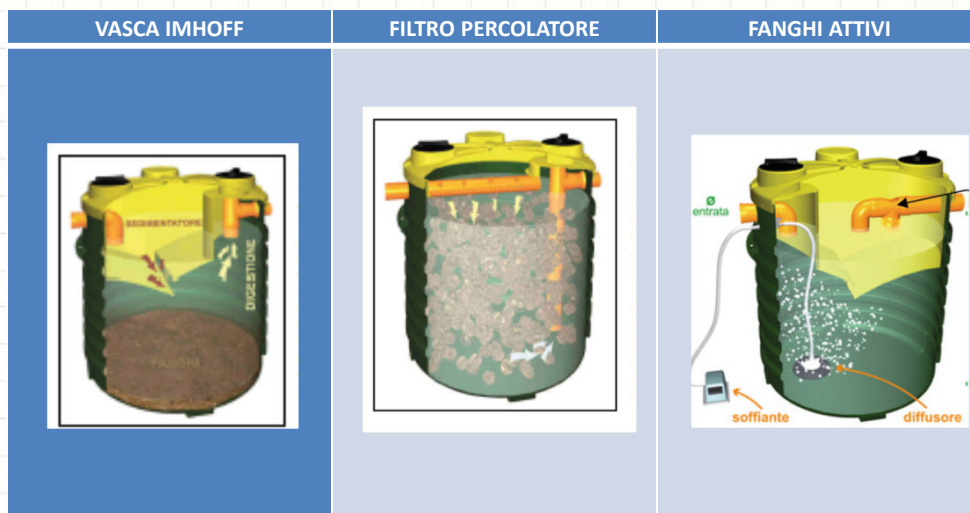 VASCA IMHOFF
FILTRO PERCOLATORE
FANGHI ATTIVI
SEDIMENTATORE
DIGESTIONE
FANGHI
Ø
entrata
soffiante
diffusore